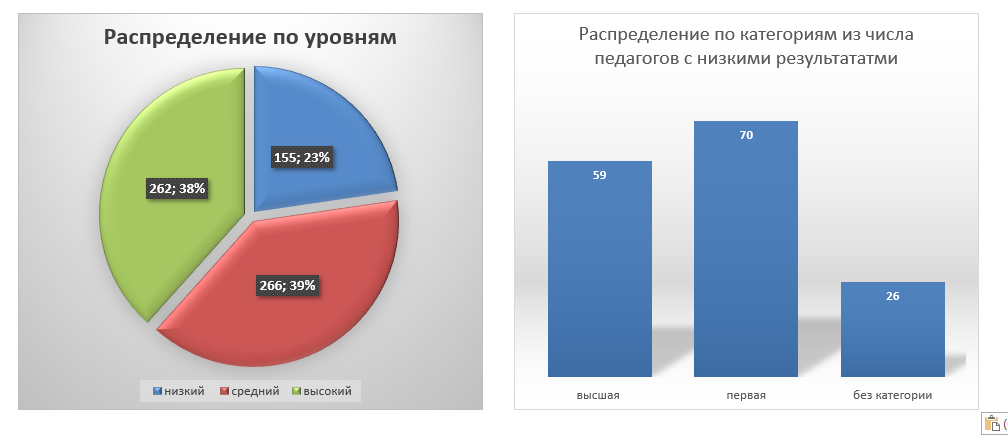 Распределение по уровням
155; 23%
262; 38%
266; 39%
низкий средний высокий
Распределение по категориям из числа
педагогов с низкими результататми
59
70
26
высшая первая без категории